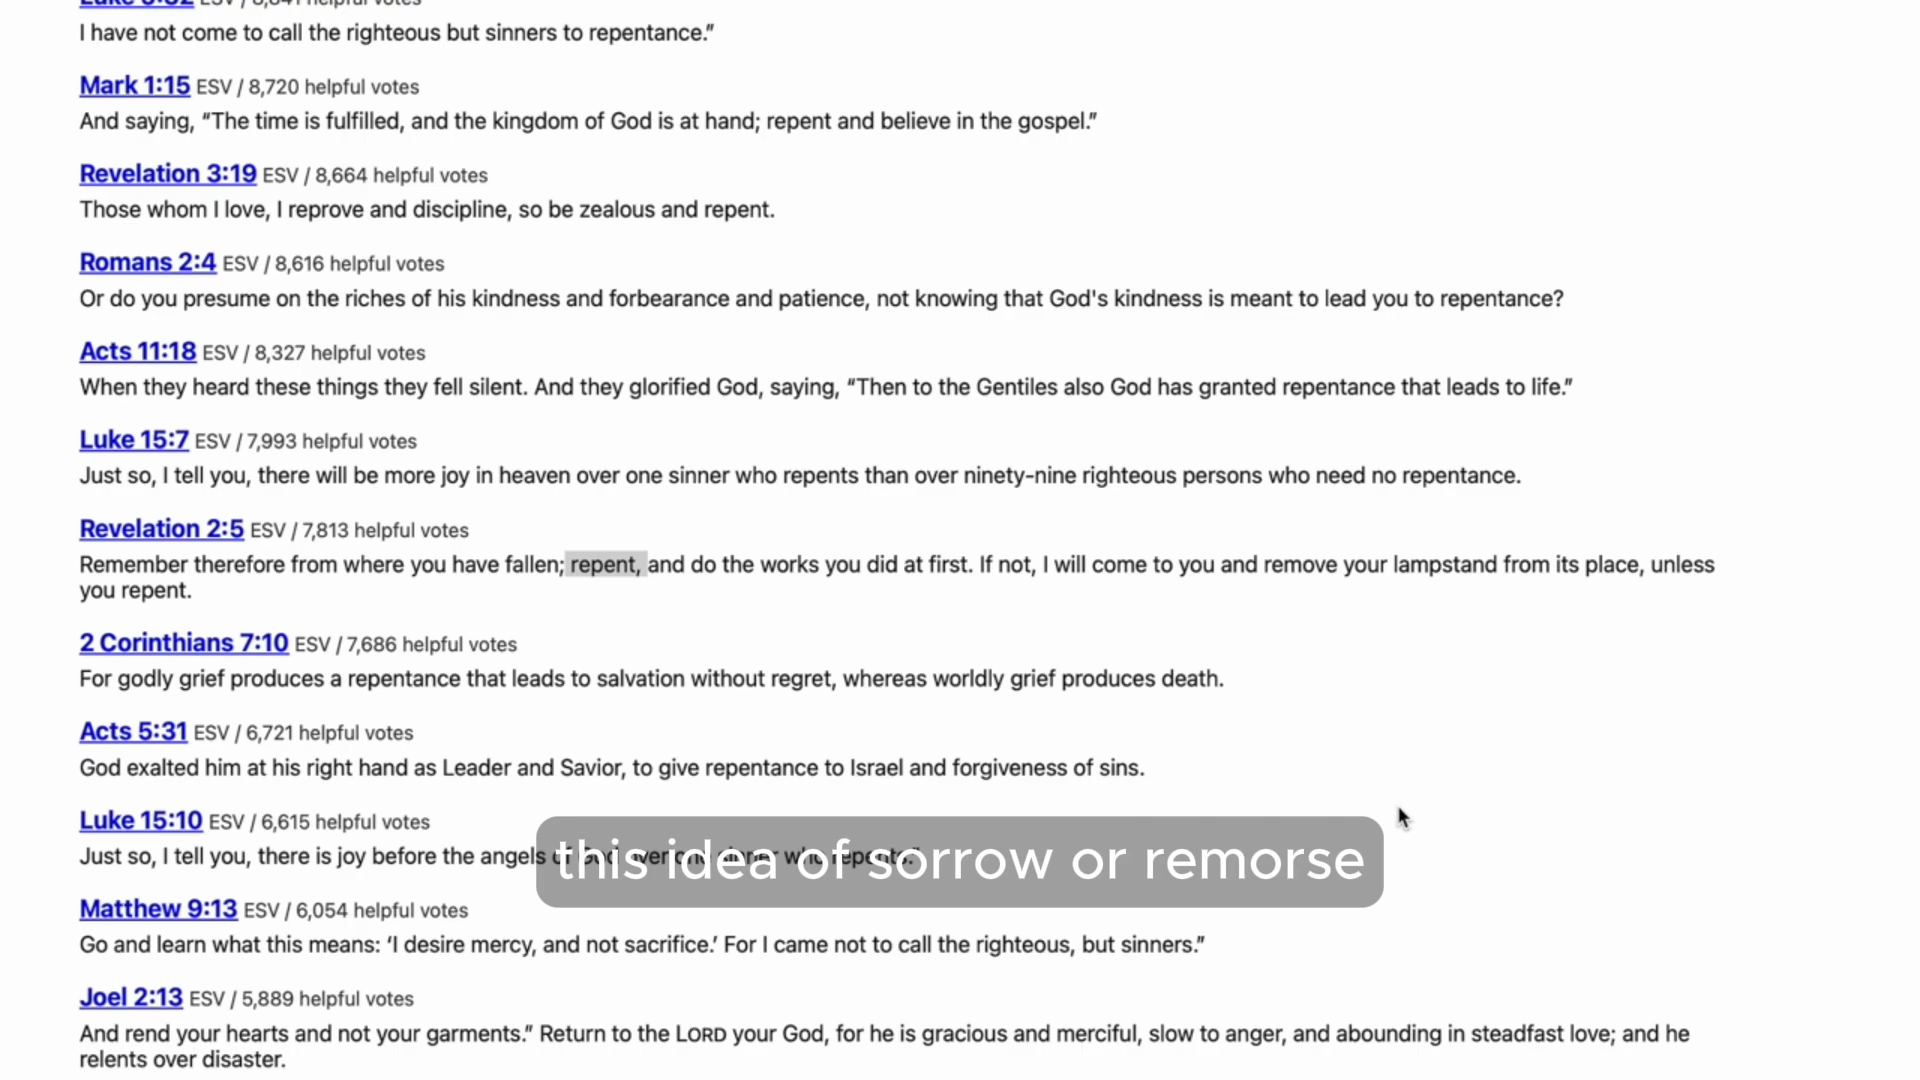 Luke 5:32 ESV / 8,841 helpful votes
I have not come to call the righteous but sinners to repentance.”
Mark 1:15 ESV / 8,720 helpful votes
And saying, “The time is fulfilled, and the kingdom of God is at hand; repent and believe in the gospel.”
Revelation 3:19 ESV / 8,664 helpful votes
Those whom I love, I reprove and discipline, so be zealous and repent.
Romans 2:4 ESV / 8,616 helpful votes
Or do you presume on the riches of his kindness and forbearance and patience, not knowing that God's kindness is meant to lead you to repentance?
Acts 11:18 ESV / 8,327 helpful votes
When they heard these things they fell silent. And they glorified God, saying, “Then to the Gentiles also God has granted repentance that leads to life.”
Luke 15:7 ESV / 7,993 helpful votes
Just so, I tell you, there will be more joy in heaven over one sinner who repents than over ninety-nine righteous persons who need no repentance.
Revelation 2:5 ESV / 7,813 helpful votes
Remember therefore from where you have fallen; repent, and do the works you did at first. If not, I will come to you and remove your lampstand from its place, unless
you repent.
2 Corinthians 7:10 ESV / 7,686 helpful votes
For godly grief produces a repentance that leads to salvation without regret, whereas worldly grief produces death.
Acts 5:31 ESV / 6,721 helpful votes
God exalted him at his right hand as Leader and Savior, to give repentance to Israel and forgiveness of sins.
Luke 15:10 ESV / 6,615 helpful votes
Just so, I tell you, there is joy before the angels of God over one sinner who repents.”
this idea of sorrow or remorse
Matthew 9:13 ESV / 6,054 helpful votes
Go and learn what this means: ‘I desire mercy, and not sacrifice.’ For I came not to call the righteous, but sinners.”
Joel 2:13 ESV / 5,889 helpful votes
And rend your hearts and not your garments.” Return to the LORD your God, for he is gracious and merciful, slow to anger, and abounding in steadfast love; and he
relents over disaster.